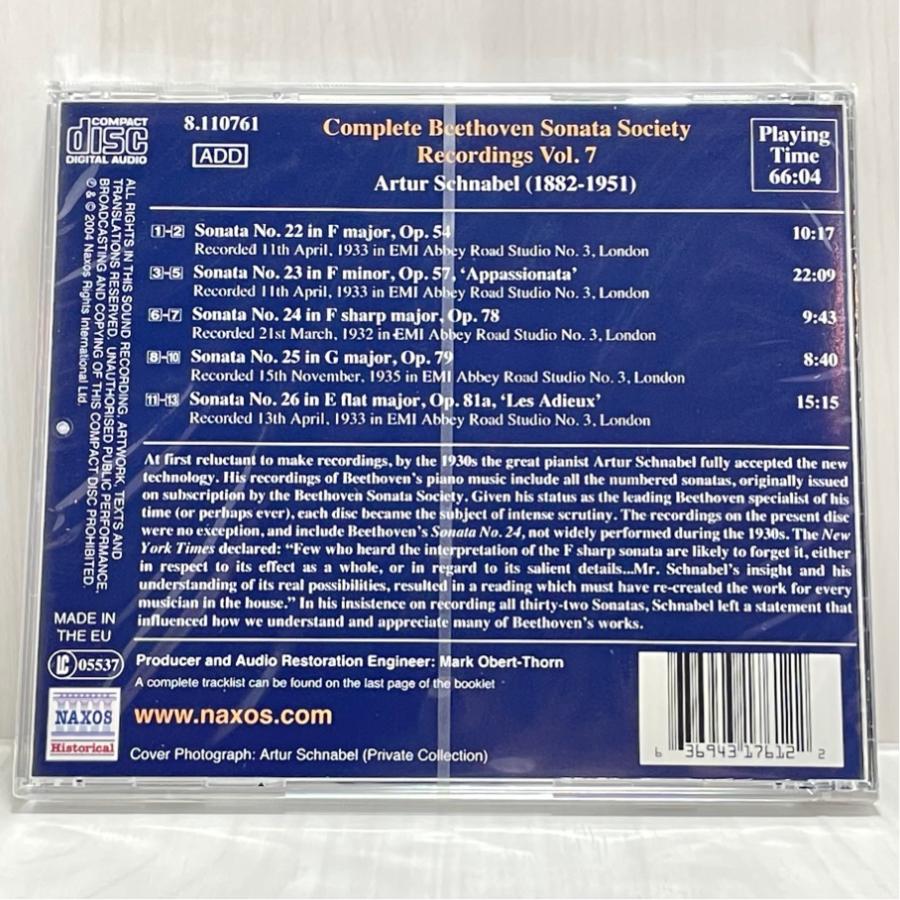 COMPACT
disc
DIGITAL AUDIO
8.110761
ADD
Complete Beethoven Sonata Society
Recordings Vol. 7
Artur Schnabel (1882-1951)
Playing
Time
66:04
1-2 Sonata No. 22 in F major, Op. 54 10:17
Recorded 11th April, 1933 in EMI Abbey Road Studio No. 3, London
3-5 Sonata No. 23 in F minor, Op. 57, ‘Appassionata’ 22:09
Recorded 11th April, 1933 in EMI Abbey Road Studio No. 3, London
6-7 Sonata No. 24 in F sharp major, Op. 78 9:43
Recorded 21st March, 1932 in EMI Abbey Road Studio No. 3, London
8-10 Sonata No. 25 in G major, Op. 79 8:40
Recorded 15th November, 1935 in EMI Abbey Road Studio No. 3, London
11-13 Sonata No. 26 in E flat major, Op. 81a, ‘Les Adieux’ 15:15
Recorded 13th April, 1933 in EMI Abbey Road Studio No. 3, London
At first reluctant to make recordings, by the 1930s the great pianist Artur Schnabel fully accepted the new
technology. His recordings of Beethoven’s piano music include all the numbered sonatas, originally issued
on subscription by the Beethoven Sonata Society. Given his status as the leading Beethoven specialist of his
time (or perhaps ever), each disc became the subject of intense scrutiny. The recordings on the present disc
were no exception, and include Beethoven’s Sonata No. 24, not widely performed during the 1930s. The New
York Times declared: “Few who heard the interpretation of the F sharp sonata are likely to forget it, either
in respect to its effect as a whole, or in regard to its salient details...Mr. Schnabel’s insight and his
understanding of its real possibilities, resulted in a reading which must have re-created the work for every
musician in the house.” In his insistence on recording all thirty-two Sonatas, Schnabel left a statement that
influenced how we understand and appreciate many of Beethoven’s works.
ALL RIGHTS IN THIS SOUND RECORDING, ARTWORK, TEXTS AND
TRANSLATIONS RESERVED. UNAUTHORISED PUBLIC PERFORMANCE,
BROADCASTING AND COPYING OF THIS COMPACT DISC PROHIBITED.
℗ & © 2004 Naxos Rights International Ltd.
MADE IN
THE EU
LC 05537
NAXOS
Historical
Producer and Audio Restoration Engineer: Mark Obert-Thorn
A complete tracklist can be found on the last page of the booklet
www.naxos.com
Cover Photograph: Artur Schnabel (Private Collection)
6 36943 17612 2